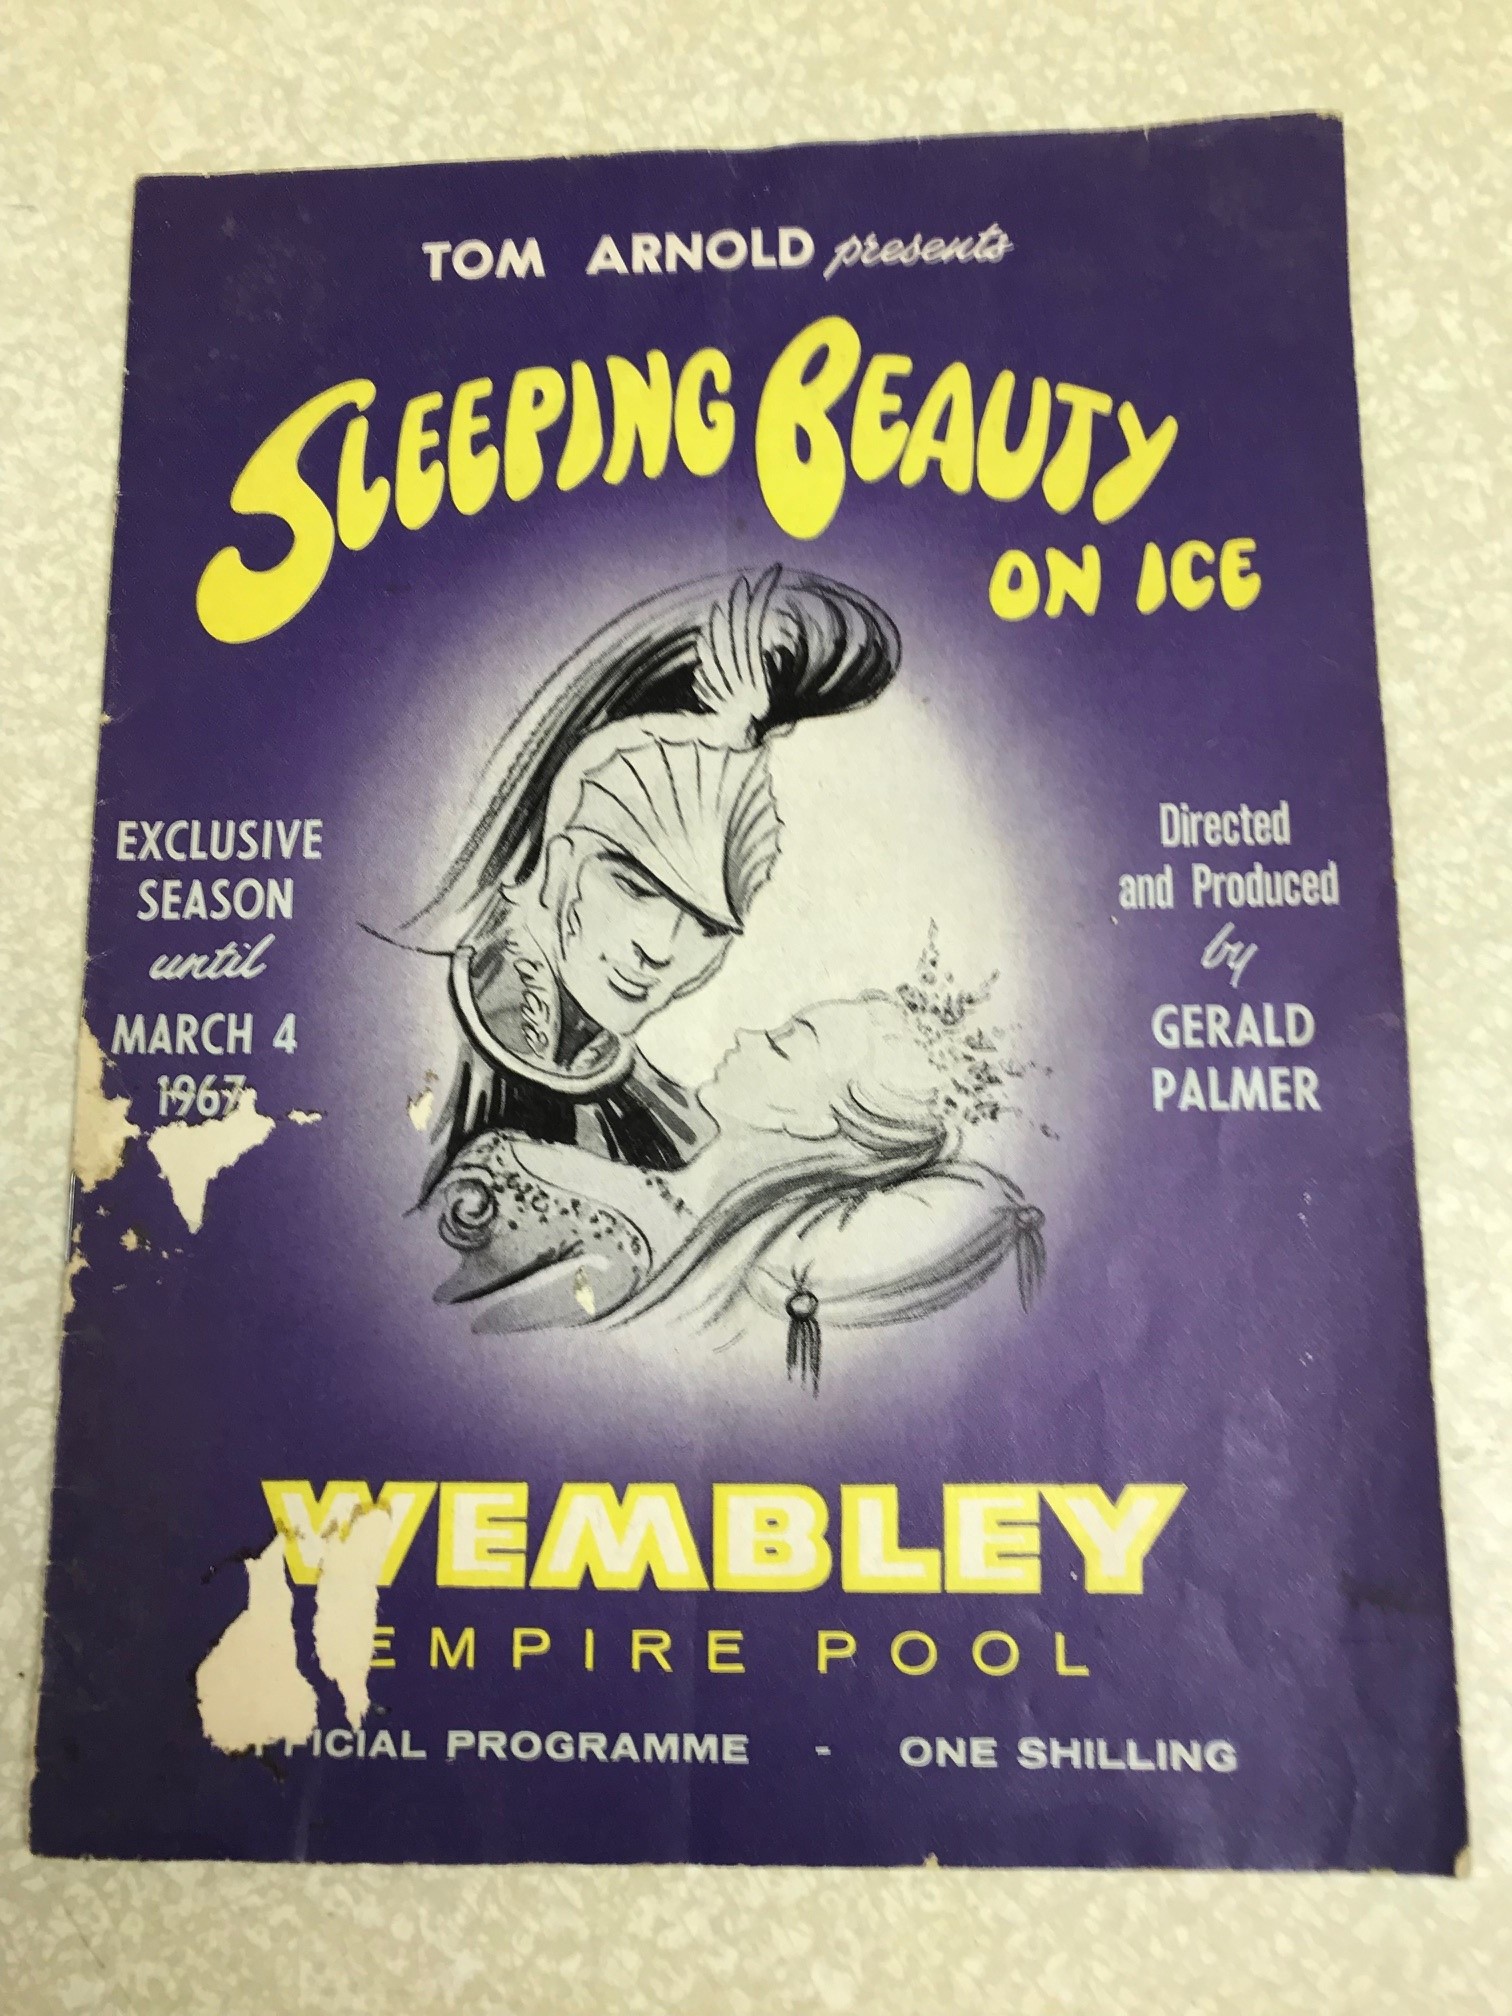 TOM ARNOLD presents
SLEEPING BEAUTY
ON ICE
EXCLUSIVE
SEASON
until
MARCH 4
1967
Directed
and Produced
by
GERALD
PALMER
WEMBLEY
EMPIRE POOL
FICIAL PROGRAMME - ONE SHILLING